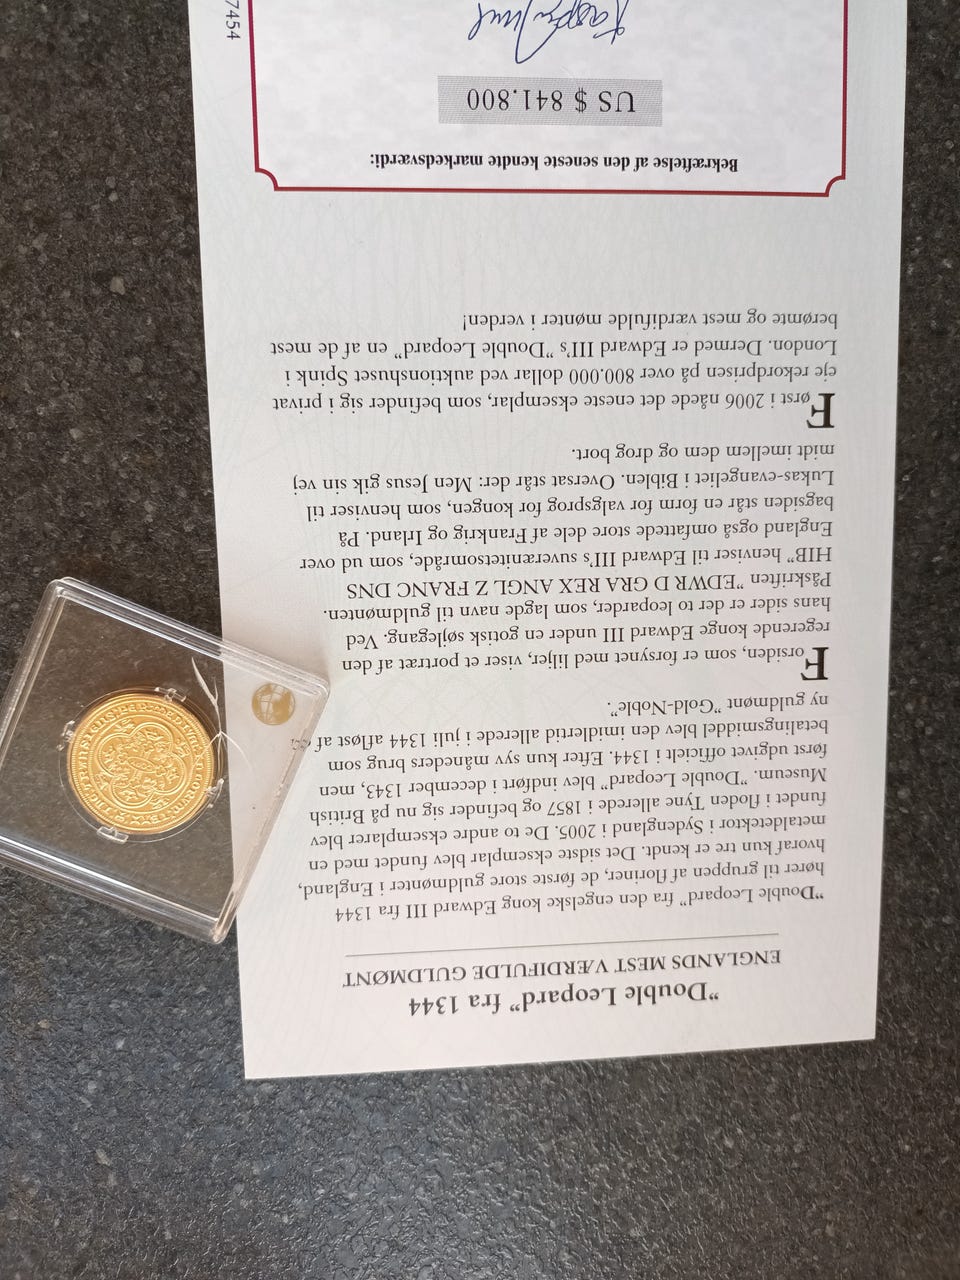 "Double Leopard" fra 1344
ENGLANDS MEST VÆRDIFULDE GULDMØNT
"Double Leopard" fra den engelske kong Edward III fra 1344
hører til gruppen af floriner, de første store guldmønter i England,
hvoraf kun tre er kendt. Det sidste eksemplar blev fundet med en
metaldetektor i Sydengland i 2005. De to andre eksemplarer blev
fundet i floden Tyne allerede i 1857 og befinder sig nu på British
Museum. "Double Leopard" blev indført i december 1343, men
først udgivet officielt i 1344. Efter kun syv måneders brug som
betalingsmiddel blev den imidlertid allerede i juli 1344 afløst af
ny guldmønt "Gold-Noble".
Forsiden, som er forsynet med liljer, viser et portræt af den
regerende konge Edward III under en gotisk søjlegang. Ved
hans sider er der to leoparder, som lagde navn til guldmønten.
Påskriften "EDWR D GRA REX ANGL Z FRANC DNS
HIB" henviser til Edward III's suverænitetsområde, som ud over
England også omfattede store dele af Frankrig og Irland. På
bagsiden står en form for valgsprog for kongen, som henviser til
Lukas-evangeliet i Biblen. Oversat står der: Men Jesus gik sin vej
midt imellem dem og drog bort.
Først i 2006 nåede det eneste eksemplar, som befinder sig i privat
eje rekordprisen på over 800.000 dollar ved auktionshuset Spink i
London. Dermed er Edward III's "Double Leopard" en af de mest
berømte og mest værdifulde mønter i verden!
Bekræftelse af den seneste kendte markedsværdi:
US $ 841.800
7454